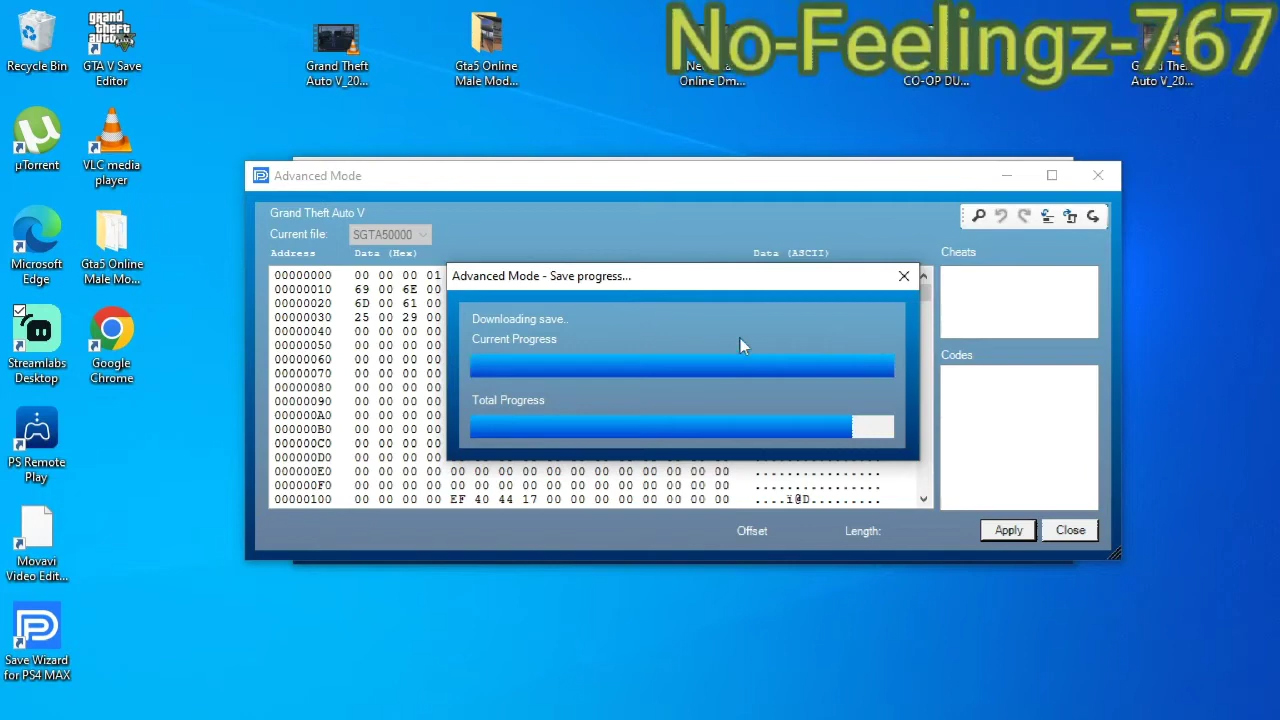 No-Feelingz-767
Recycle Bin
grand
theft
auto
GTA V Save
Editor
Grand Theft
Auto V_20...
Gta5 Online
Male Mod...
Online Dm...
CO-OP DU...
Auto V_20...
µTorrent
VLC media
player
Microsoft
Edge
Gta5 Online
Male Mo...
Streamlabs
Desktop
Google
Chrome
PS Remote
Play
Movavi
Video Edit...
Save Wizard
for PS4 MAX
Advanced Mode
Grand Theft Auto V
Current file: SGTA50000
Address Data (Hex) Data (ASCII)
00000000 00 00 00 01
00000010 69 00 6E 00
00000020 6D 00 61 00
00000030 25 00 29 00
00000040 00 00 00 00
00000050 00 00 00 00
00000060 00 00 00 00
00000070 00 00 00 00
00000080 00 00 00 00
00000090 00 00 00 00
000000A0 00 00 00 00
000000B0 00 00 00 00
000000C0 00 00 00 00
000000D0 00 00 00 00
000000E0 00 00 00 00 00 00 00 00 00 00 00 00 00 00 00 00 ................
000000F0 00 00 00 00 00 00 00 00 00 00 00 00 00 00 00 00 ................
00000100 00 00 00 00 EF 40 44 17 00 00 00 00 00 00 00 00 ....ï@D.........
Advanced Mode - Save progress...
Downloading save..
Current Progress
Total Progress
Cheats
Codes
Offset
Length:
Apply
Close